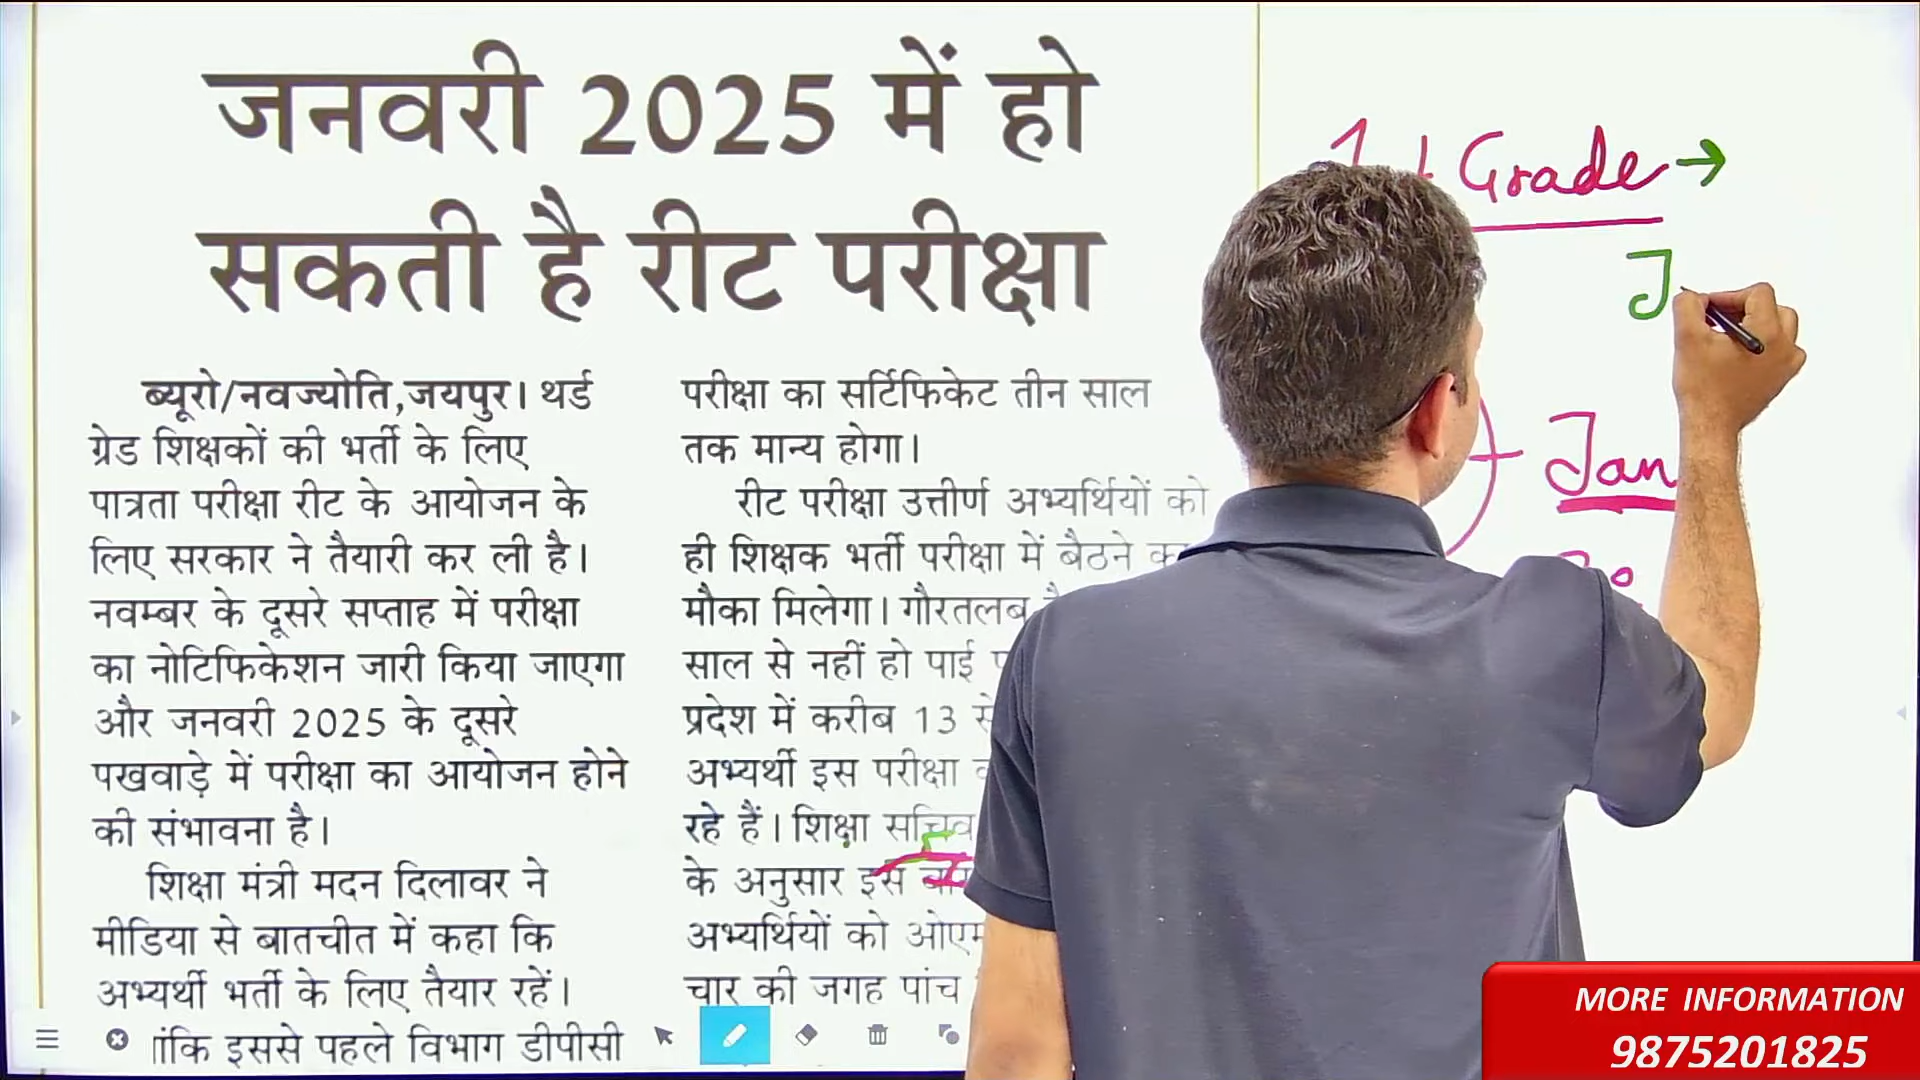 जनवरी 2025 में हो
सकती है रीट परीक्षा
ब्यूरो/नवज्योति,जयपुर। थर्ड
ग्रेड शिक्षकों की भर्ती के लिए
पात्रता परीक्षा रीट के आयोजन के
लिए सरकार ने तैयारी कर ली है।
नवम्बर के दूसरे सप्ताह में परीक्षा
का नोटिफिकेशन जारी किया जाएगा
और जनवरी 2025 के दूसरे
पखवाड़े में परीक्षा का आयोजन होने
की संभावना है।
शिक्षा मंत्री मदन दिलावर ने
मीडिया से बातचीत में कहा कि
अभ्यर्थी भर्ती के लिए तैयार रहें।
इससे पहले विभाग डीपीसी
परीक्षा का सर्टिफिकेट तीन साल
तक मान्य होगा।
रीट परीक्षा उत्तीर्ण अभ्यर्थियों को
ही शिक्षक भर्ती परीक्षा में बैठने
मौका मिलेगा। गौरतलब
साल से नहीं हो पाई
प्रदेश में करीब 13 से
अभ्यर्थी इस परीक्षा
रहे हैं। शिक्षा सचिव
के अनुसार इस
अभ्यर्थियों को
चार की जगह पांच
Grade →
J
Jan
MORE INFORMATION
9875201825